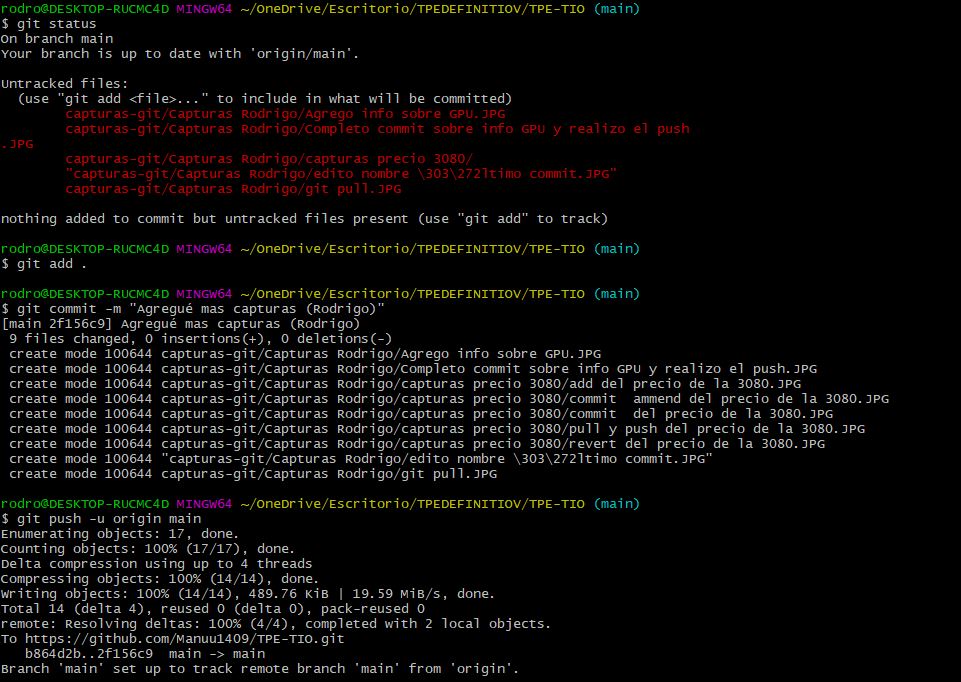 rodro@DESKTOP-RUCMC4D MINGW64 ~/OneDrive/Escritorio/TPEDEFINITIOV/TPE-TIO (main)
$ git status
On branch main
Your branch is up to date with 'origin/main'.
Untracked files:
  (use "git add <file>..." to include in what will be committed)
        capturas-git/Capturas Rodrigo/Agrego info sobre GPU.JPG
        capturas-git/Capturas Rodrigo/Completo commit sobre info GPU y realizo el push
.JPG
        capturas-git/Capturas Rodrigo/capturas precio 3080/
        "capturas-git/Capturas Rodrigo/edito nombre \303\272ltimo commit.JPG"
        capturas-git/Capturas Rodrigo/git pull.JPG
nothing added to commit but untracked files present (use "git add" to track)
rodro@DESKTOP-RUCMC4D MINGW64 ~/OneDrive/Escritorio/TPEDEFINITIOV/TPE-TIO (main)
$ git add .
rodro@DESKTOP-RUCMC4D MINGW64 ~/OneDrive/Escritorio/TPEDEFINITIOV/TPE-TIO (main)
$ git commit -m "Agregué mas capturas (Rodrigo)"
[main 2f156c9] Agregué mas capturas (Rodrigo)
 9 files changed, 0 insertions(+), 0 deletions(-)
 create mode 100644 capturas-git/Capturas Rodrigo/Agrego info sobre GPU.JPG
 create mode 100644 capturas-git/Capturas Rodrigo/Completo commit sobre info GPU y realizo el push.JPG
 create mode 100644 capturas-git/Capturas Rodrigo/capturas precio 3080/add del precio de la 3080.JPG
 create mode 100644 capturas-git/Capturas Rodrigo/capturas precio 3080/commit  ammend del precio de la 3080.JPG
 create mode 100644 capturas-git/Capturas Rodrigo/capturas precio 3080/commit  del precio de la 3080.JPG
 create mode 100644 capturas-git/Capturas Rodrigo/capturas precio 3080/pull y push del precio de la 3080.JPG
 create mode 100644 capturas-git/Capturas Rodrigo/capturas precio 3080/revert del precio de la 3080.JPG
 create mode 100644 "capturas-git/Capturas Rodrigo/edito nombre \303\272ltimo commit.JPG"
 create mode 100644 capturas-git/Capturas Rodrigo/git pull.JPG
rodro@DESKTOP-RUCMC4D MINGW64 ~/OneDrive/Escritorio/TPEDEFINITIOV/TPE-TIO (main)
$ git push -u origin main
Enumerating objects: 17, done.
Counting objects: 100% (17/17), done.
Delta compression using up to 4 threads
Compressing objects: 100% (14/14), done.
Writing objects: 100% (14/14), 489.76 KiB | 19.59 MiB/s, done.
Total 14 (delta 4), reused 0 (delta 0), pack-reused 0
remote: Resolving deltas: 100% (4/4), completed with 2 local objects.
To https://github.com/Manuu1409/TPE-TIO.git
   b864d2b..2f156c9  main -> main
Branch 'main' set up to track remote branch 'main' from 'origin'.